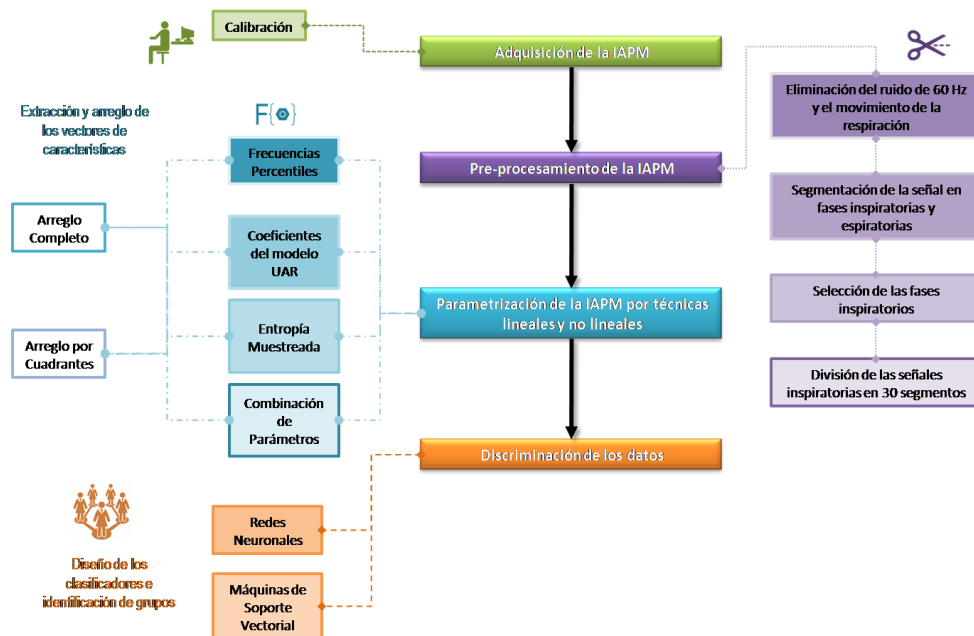 Calibración
Adquisición de la IAPM
Eliminación del ruido de 60 Hz
y el movimiento de la
respiración
Extracción y arreglo de
los vectores de
características
F{}
Frecuencias
Percentiles
Pre-procesamiento de la IAPM
Segmentación de la señal en
fases inspiratorias y
espiratorias
Arreglo
Completo
Coeficientes
del modelo
UAR
Parametrización de la IAPM por técnicas
lineales y no lineales
Selección de las fases
inspiratorios
Arreglo por
Cuadrantes
Entropía
Muestreada
División de las señales
inspiratorias en 30 segmentos
Combinación
de
Parámetros
Discriminación de los datos
Redes
Neuronales
Diseño de los
clasificadores e
identificación de grupos
Máquinas de
Soporte
Vectorial